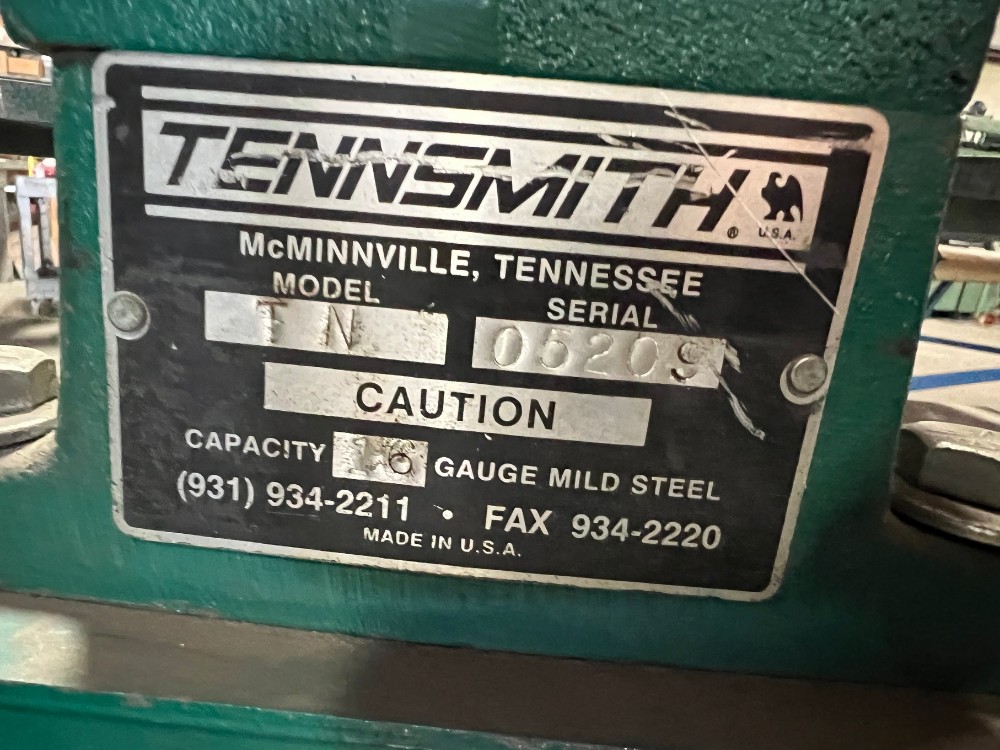 TENNSMITH®
U.S.A.
McMINNVILLE, TENNESSEE
MODEL SERIAL
TN 05209
CAUTION
CAPACITY 16 GAUGE MILD STEEL
(931) 934-2211 • FAX 934-2220
MADE IN U.S.A.